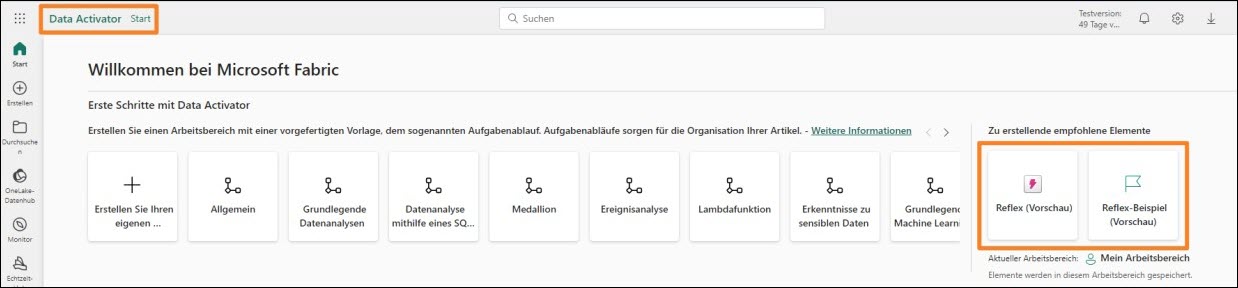 Data Activator Start
Suchen
Testversion:
49 Tage v...
Start
Erstellen
Durchsuche
n
OneLake-
Datenhub
Monitor
Echtzeit-
Willkommen bei Microsoft Fabric
Erste Schritte mit Data Activator
Erstellen Sie einen Arbeitsbereich mit einer vorgefertigten Vorlage, dem sogenannten Aufgabenablauf. Aufgabenabläufe sorgen für die Organisation Ihrer Artikel. - Weitere Informationen
Erstellen Sie Ihren
eigenen ...
Allgemein
Grundlegende
Datenanalysen
Datenanalyse
mithilfe eines SQ...
Medallion
Ereignisanalyse
Lambdafunktion
Erkenntnisse zu
sensiblen Daten
Grundlegend
Machine Learni
Zu erstellende empfohlene Elemente
Reflex (Vorschau)
Reflex-Beispiel
(Vorschau)
Aktueller Arbeitsbereich: Mein Arbeitsbereich
Elemente werden in diesem Arbeitsbereich gespeichert.